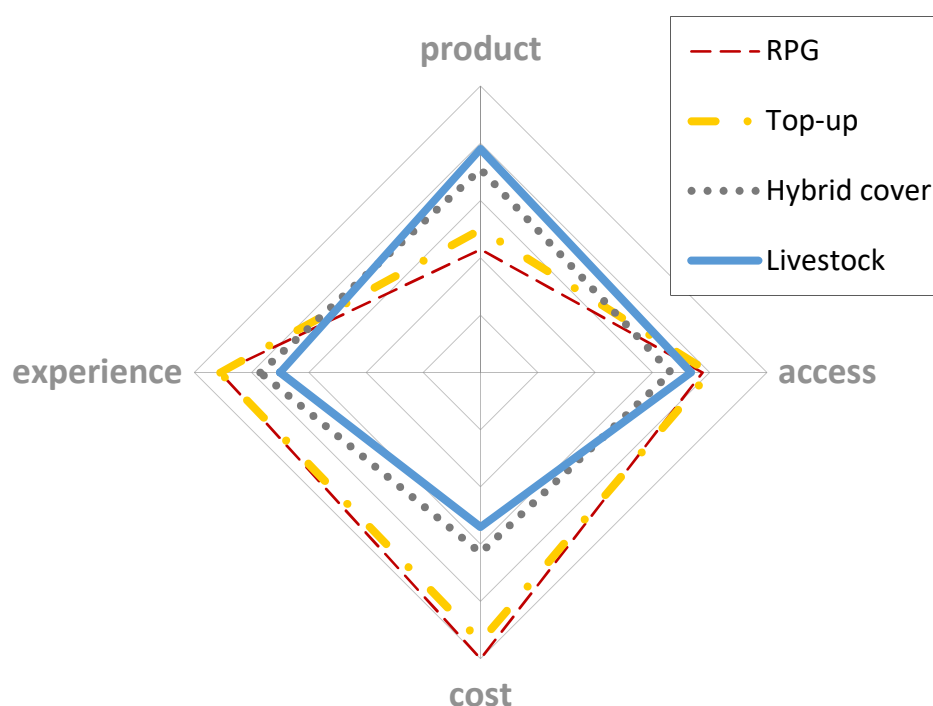 product
RPG
Top-up
Hybrid cover
Livestock
experience
access
cost